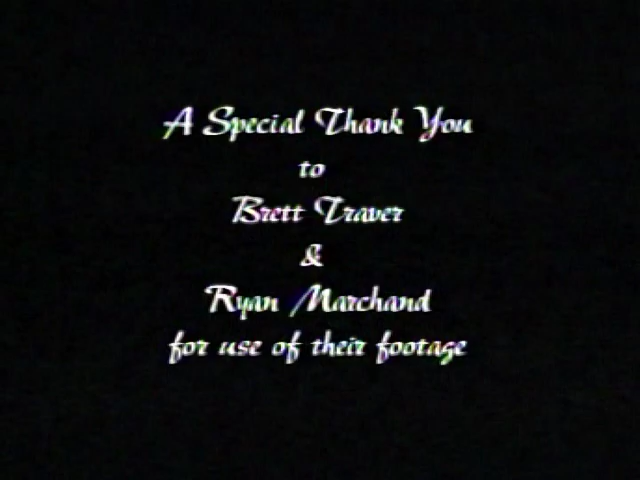 A Special Thank You
to
Brett Traver
&
Ryan Marchand
for use of their footage